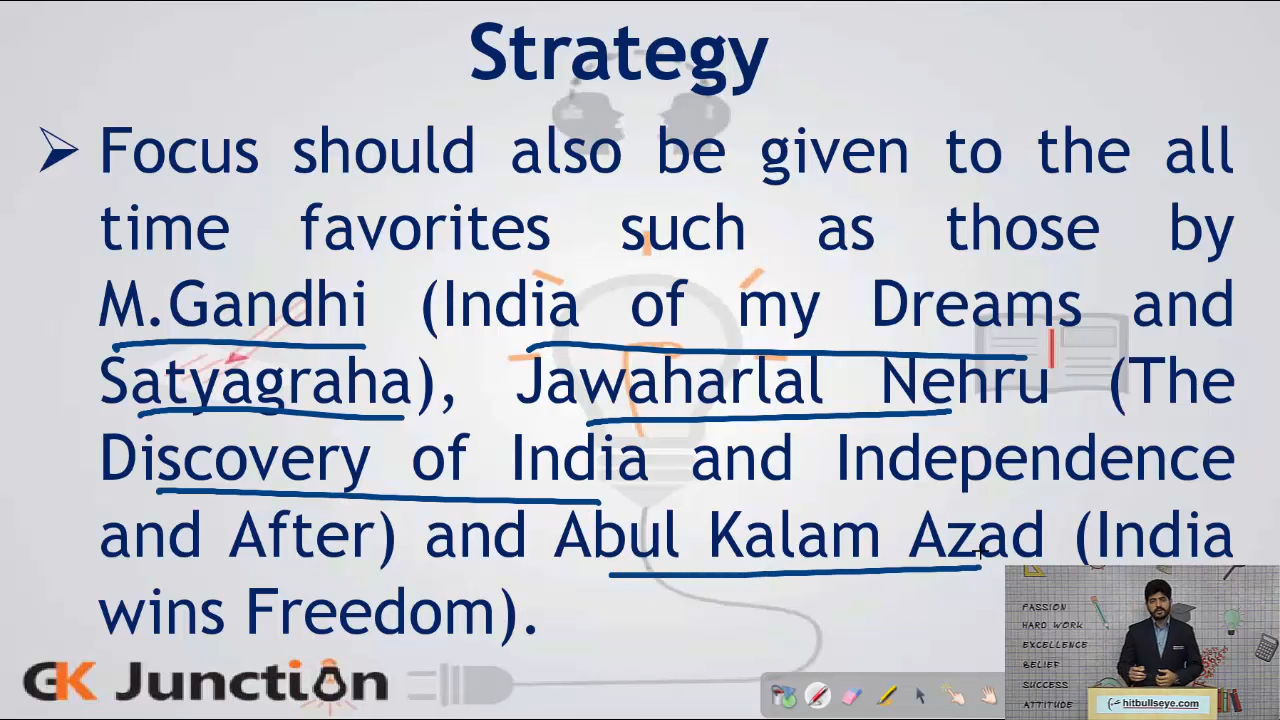 Strategy
➢ Focus should also be given to the all
time favorites such as those by
M.Gandhi (India of my Dreams and
Satyagraha), Jawaharlal Nehru (The
Discovery of India and Independence
and After) and Abul Kalam Azad (India
wins Freedom).
GK Junction
PASSION
HARD WORK
EXCELLENCE
BELIEF
SUCCESS
ATTITUDE
hitbullseye.com